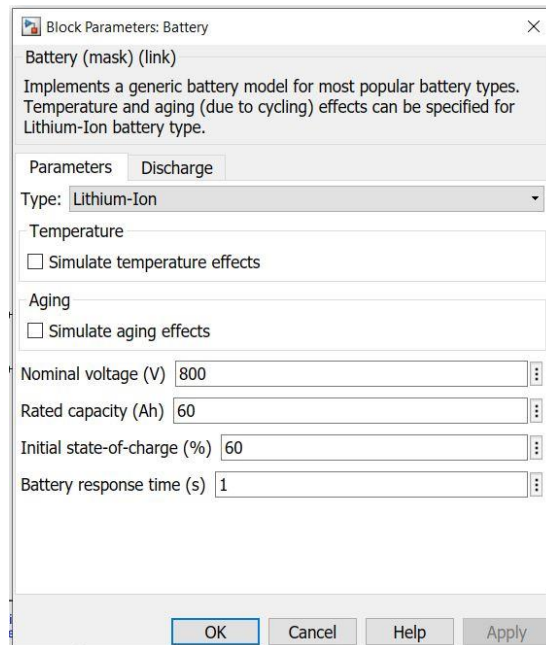 Block Parameters: Battery
Battery (mask) (link)
Implements a generic battery model for most popular battery types.
Temperature and aging (due to cycling) effects can be specified for
Lithium-Ion battery type.
Parameters Discharge
Type: Lithium-Ion
Temperature
Simulate temperature effects
Aging
Simulate aging effects
Nominal voltage (V) 800
Rated capacity (Ah) 60
Initial state-of-charge (%) 60
Battery response time (s) 1
OK Cancel Help Apply